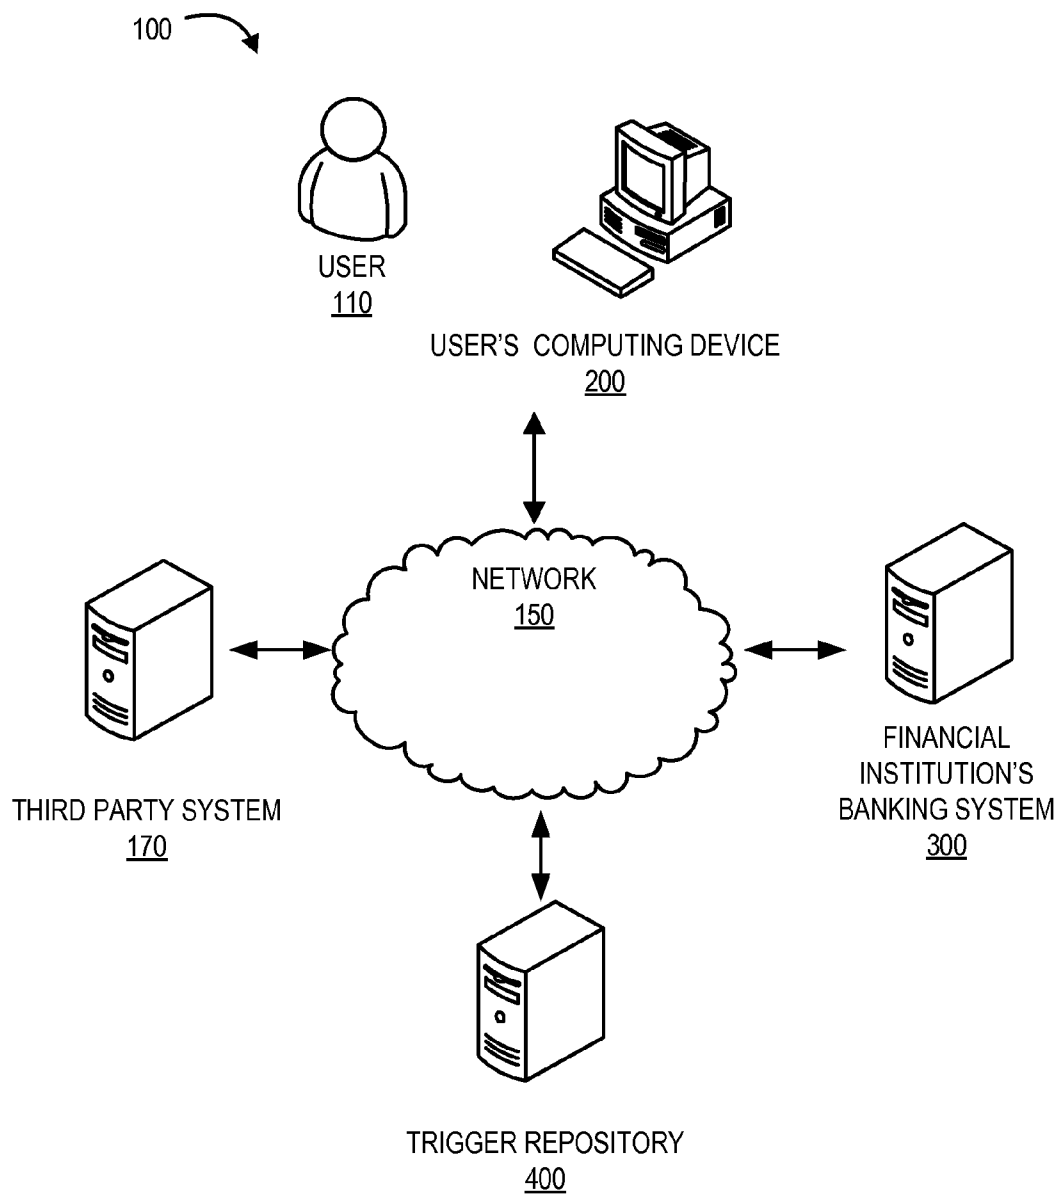 100
USER
110
USER'S COMPUTING DEVICE
200
NETWORK
150
THIRD PARTY SYSTEM
170
FINANCIAL
INSTITUTION'S
BANKING SYSTEM
300
TRIGGER REPOSITORY
400